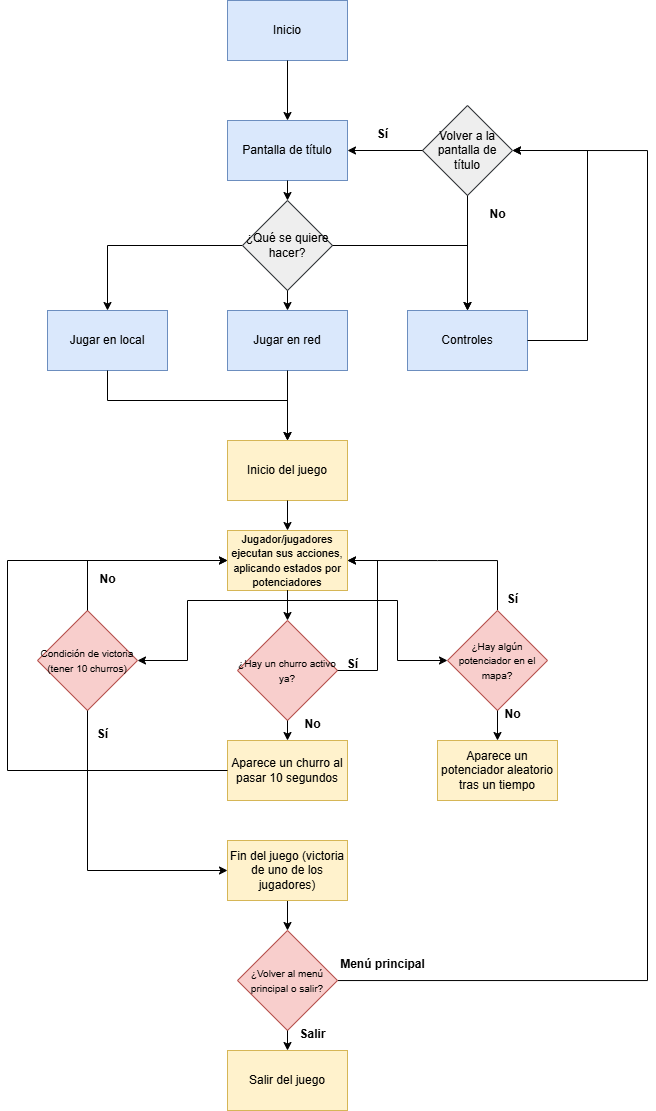 Inicio
Pantalla de título
Sí
Volver a la
pantalla de
título
No
¿Qué se quiere
hacer?
Jugar en local
Jugar en red
Controles
Inicio del juego
Jugador/jugadores
ejecutan sus acciones,
aplicando estados por
potenciadores
No
Condición de victoria
(tener 10 churros)
Sí
¿Hay un churro activo
ya?
Sí
No
¿Hay algún
potenciador en el
mapa?
Sí
No
Aparece un churro al
pasar 10 segundos
Aparece un
potenciador aleatorio
tras un tiempo
Fin del juego (victoria
de uno de los
jugadores)
¿Volver al menú
principal o salir?
Menú principal
Salir
Salir del juego